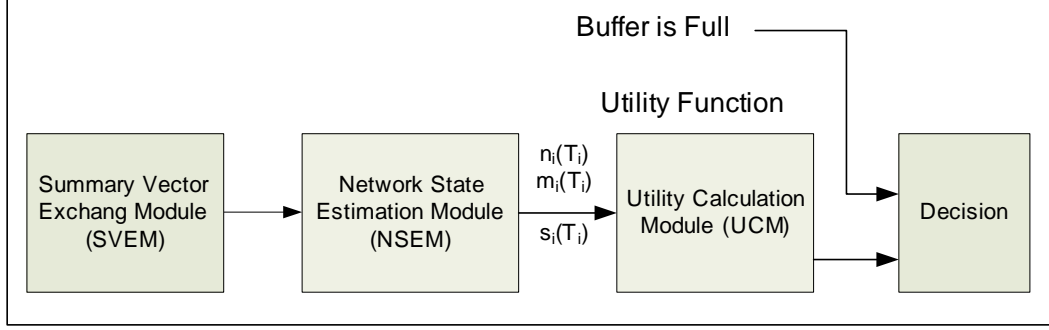 Buffer is Full
Utility Function
Summary Vector
Exchang Module
(SVEM)
Network State
Estimation Module
(NSEM)
nᵢ(Tᵢ)
mᵢ(Tᵢ)
sᵢ(Tᵢ)
Utility Calculation
Module (UCM)
Decision